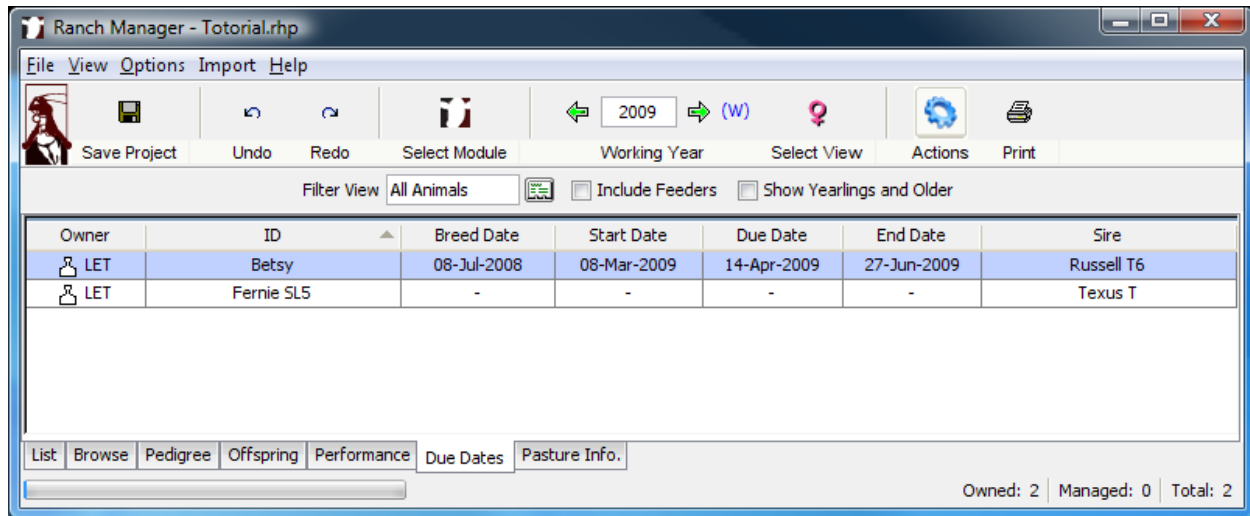 Ranch Manager - Totorial.rhp
File View Options Import Help
2009 (W)
Save Project Undo Redo Select Module Working Year Select View Actions Print
Filter View All Animals Include Feeders Show Yearlings and Older
Owner ID Breed Date Start Date Due Date End Date Sire
LET Betsy 08-Jul-2008 08-Mar-2009 14-Apr-2009 27-Jun-2009 Russell T6
LET Fernie SL5 - - - - Texus T
List Browse Pedigree Offspring Performance Due Dates Pasture Info.
Owned: 2 Managed: 0 Total: 2